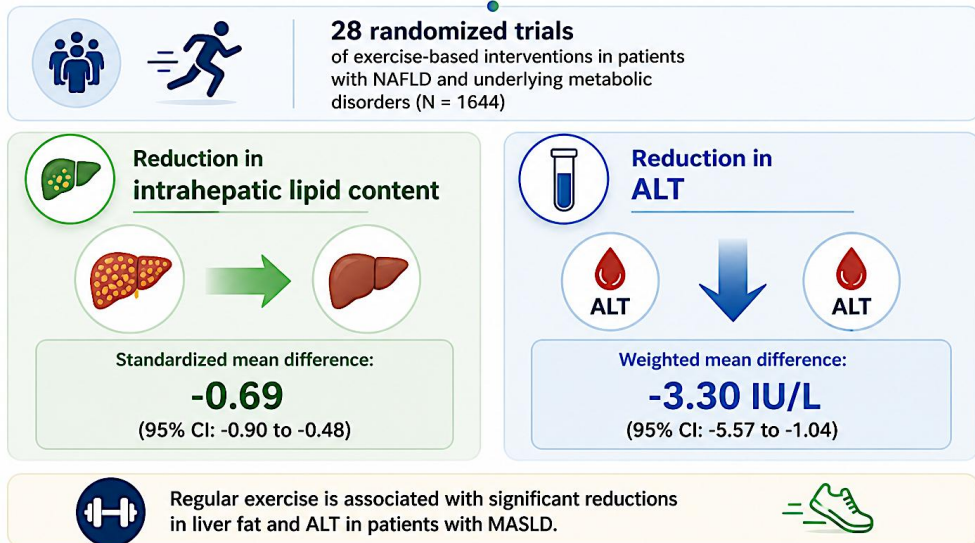 28 randomized trials
of exercise-based interventions in patients
with NAFLD and underlying metabolic
disorders (N = 1644)
Reduction in
intrahepatic lipid content
Standardized mean difference:
-0.69
(95% CI: -0.90 to -0.48)
Reduction in
ALT
ALT
ALT
Weighted mean difference:
-3.30 IU/L
(95% CI: -5.57 to -1.04)
Regular exercise is associated with significant reductions
in liver fat and ALT in patients with MASLD.